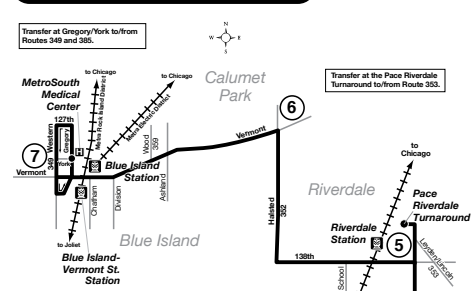 Transfer at Gregory/York to/from
Routes 349 and 385.
N
W
E
S
to Chicago
to Chicago
Calumet
Park
Transfer at the Pace Riverdale
Turnaround to/from Route 353.
MetroSouth
Medical
Center
127th
Western
349
Gregory
York
H
Metra Rock Island District
Metra Electric District
7
Vermont
Blue Island
Station
Wood
359
Ashland
Chatham
Division
Vermont
6
Halsted
352
to
Chicago
Riverdale
Pace
Riverdale
Turnaround
Riverdale
Station
5
Leyden/Lincoln
353
138th
School
Blue Island
to Joliet
Blue Island-
Vermont St.
Station